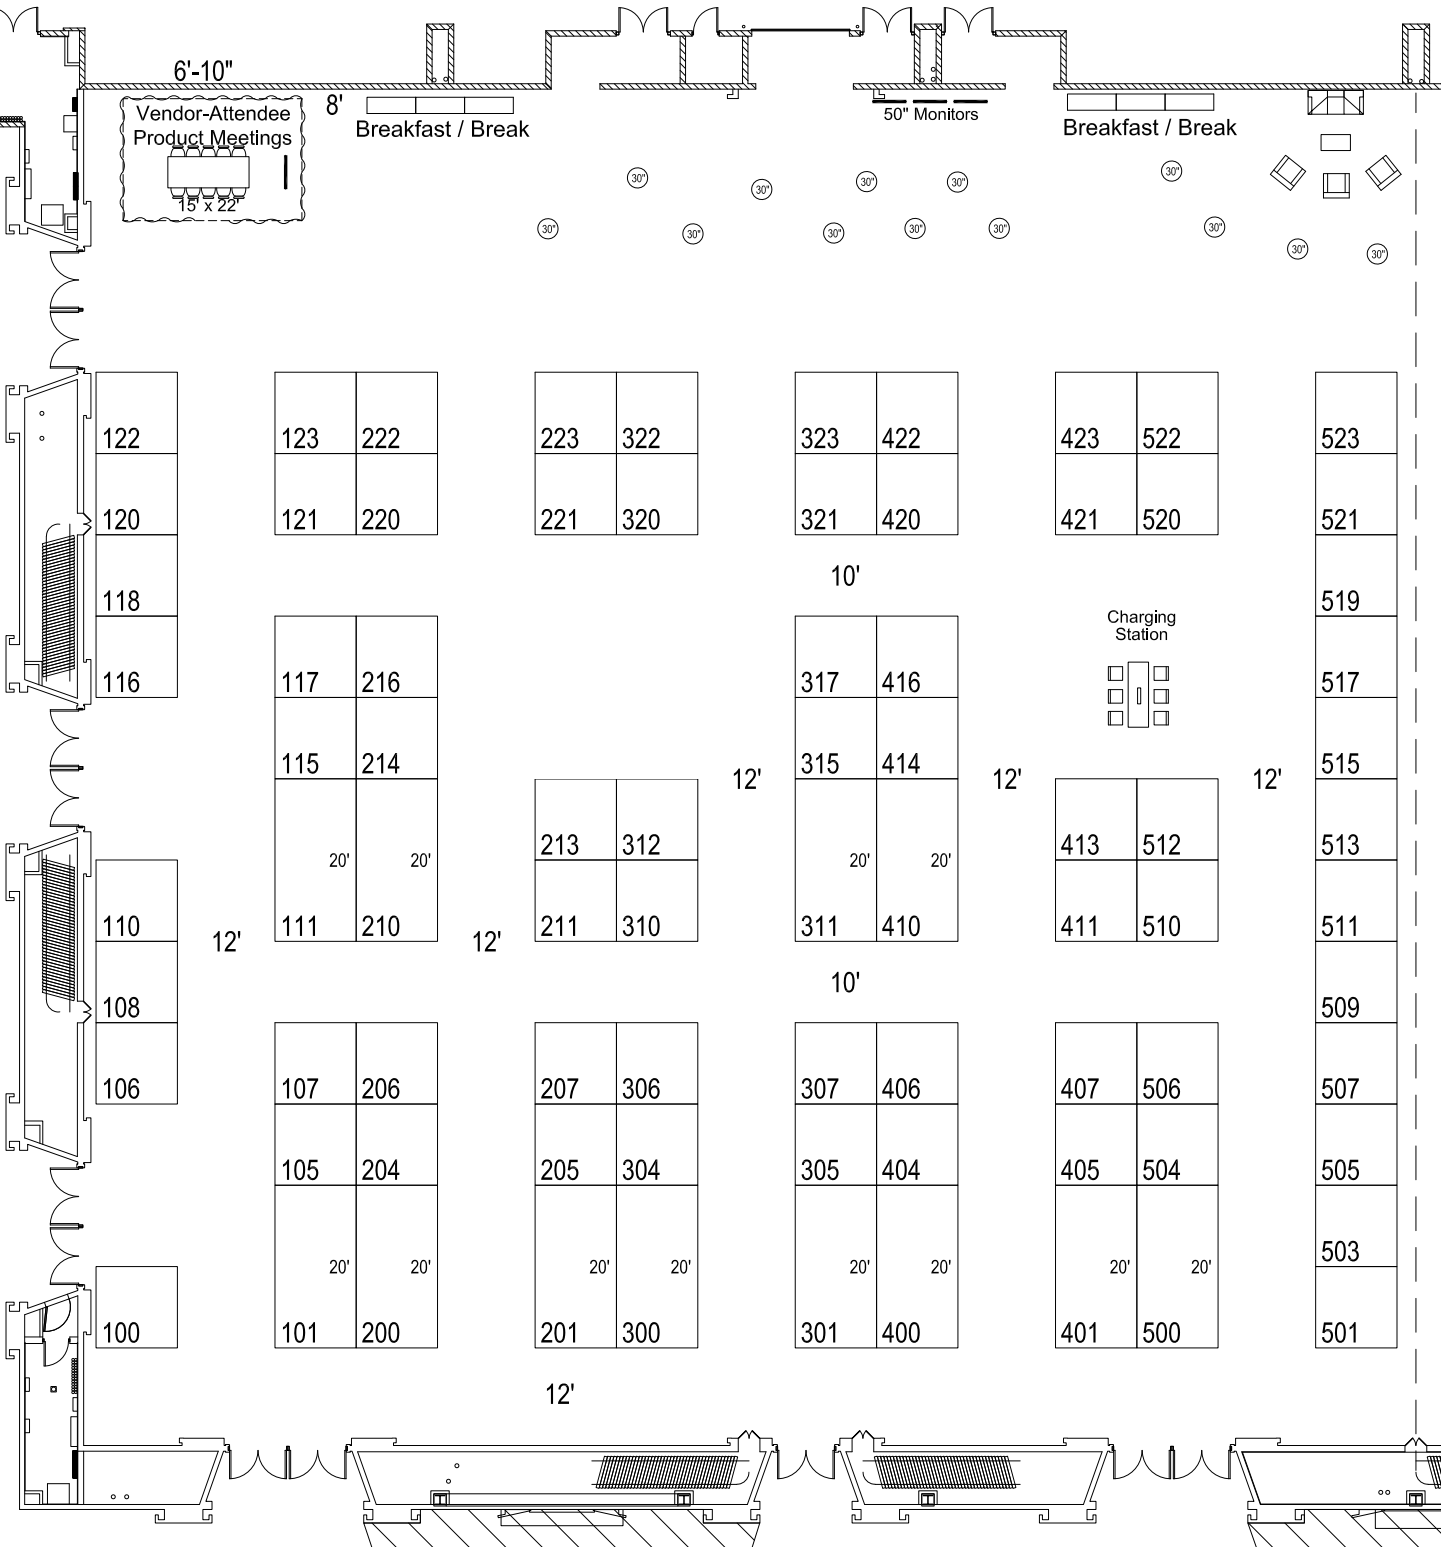 6'-10"
8'
Vendor-Attendee
Product Meetings
15' x 22'
Breakfast / Break
50" Monitors
Breakfast / Break
30" 30" 30" 30" 30"
30" 30" 30" 30" 30" 30" 30" 30"
122 123 222 223 322 323 422 423 522 523
120 121 220 221 320 321 420 421 520 521
10'
118 519
Charging
Station
116 117 216 317 416 517
115 214 315 414 515
12' 12' 12'
213 312 413 512 513
20' 20' 20' 20'
110 111 210 211 310 311 410 411 510 511
12' 12'
10'
108 509
106 107 206 207 306 307 406 407 506 507
105 204 205 304 305 404 405 504 505
503
20' 20' 20' 20' 20' 20' 20' 20'
100 101 200 201 300 301 400 401 500 501
12'